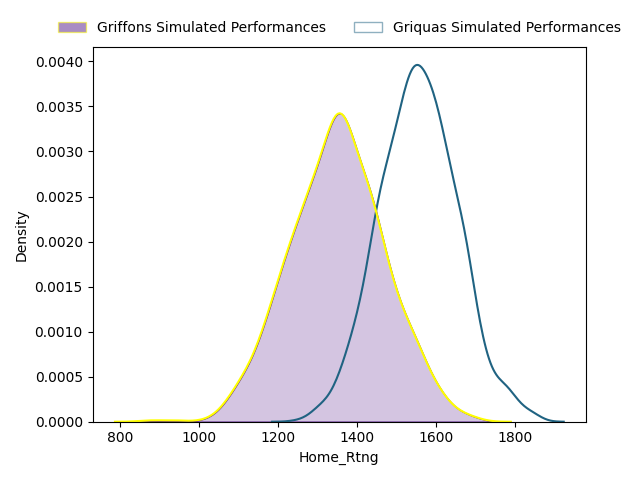 Griffons Simulated Performances
Griquas Simulated Performances
0.0040
0.0035
0.0030
0.0025
0.0020
0.0015
0.0010
0.0005
0.0000
Density
800 1000 1200 1400 1600 1800
Home_Rtng